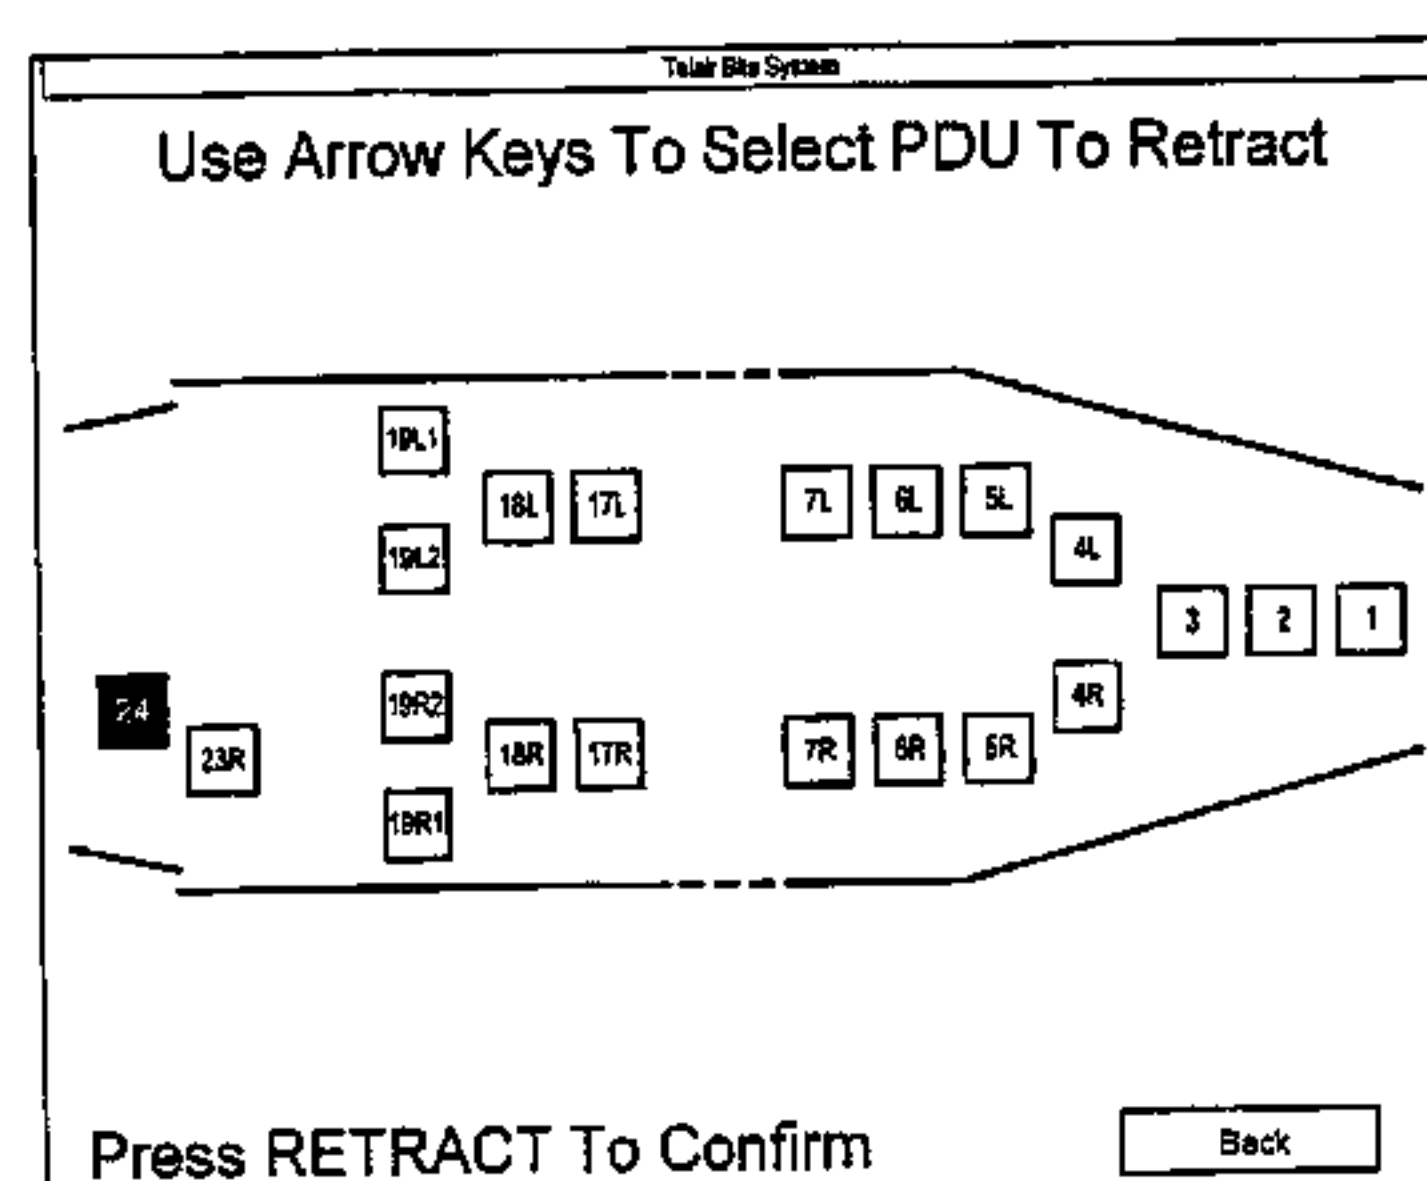 Telair Bite System
Use Arrow Keys To Select PDU To Retract
19L1
18L 17L 7L 6L 5L
19L2 4L
3 2 1
24 19R2 4R
23R 18R 17R 7R 6R 5R
19R1
Press RETRACT To Confirm Back